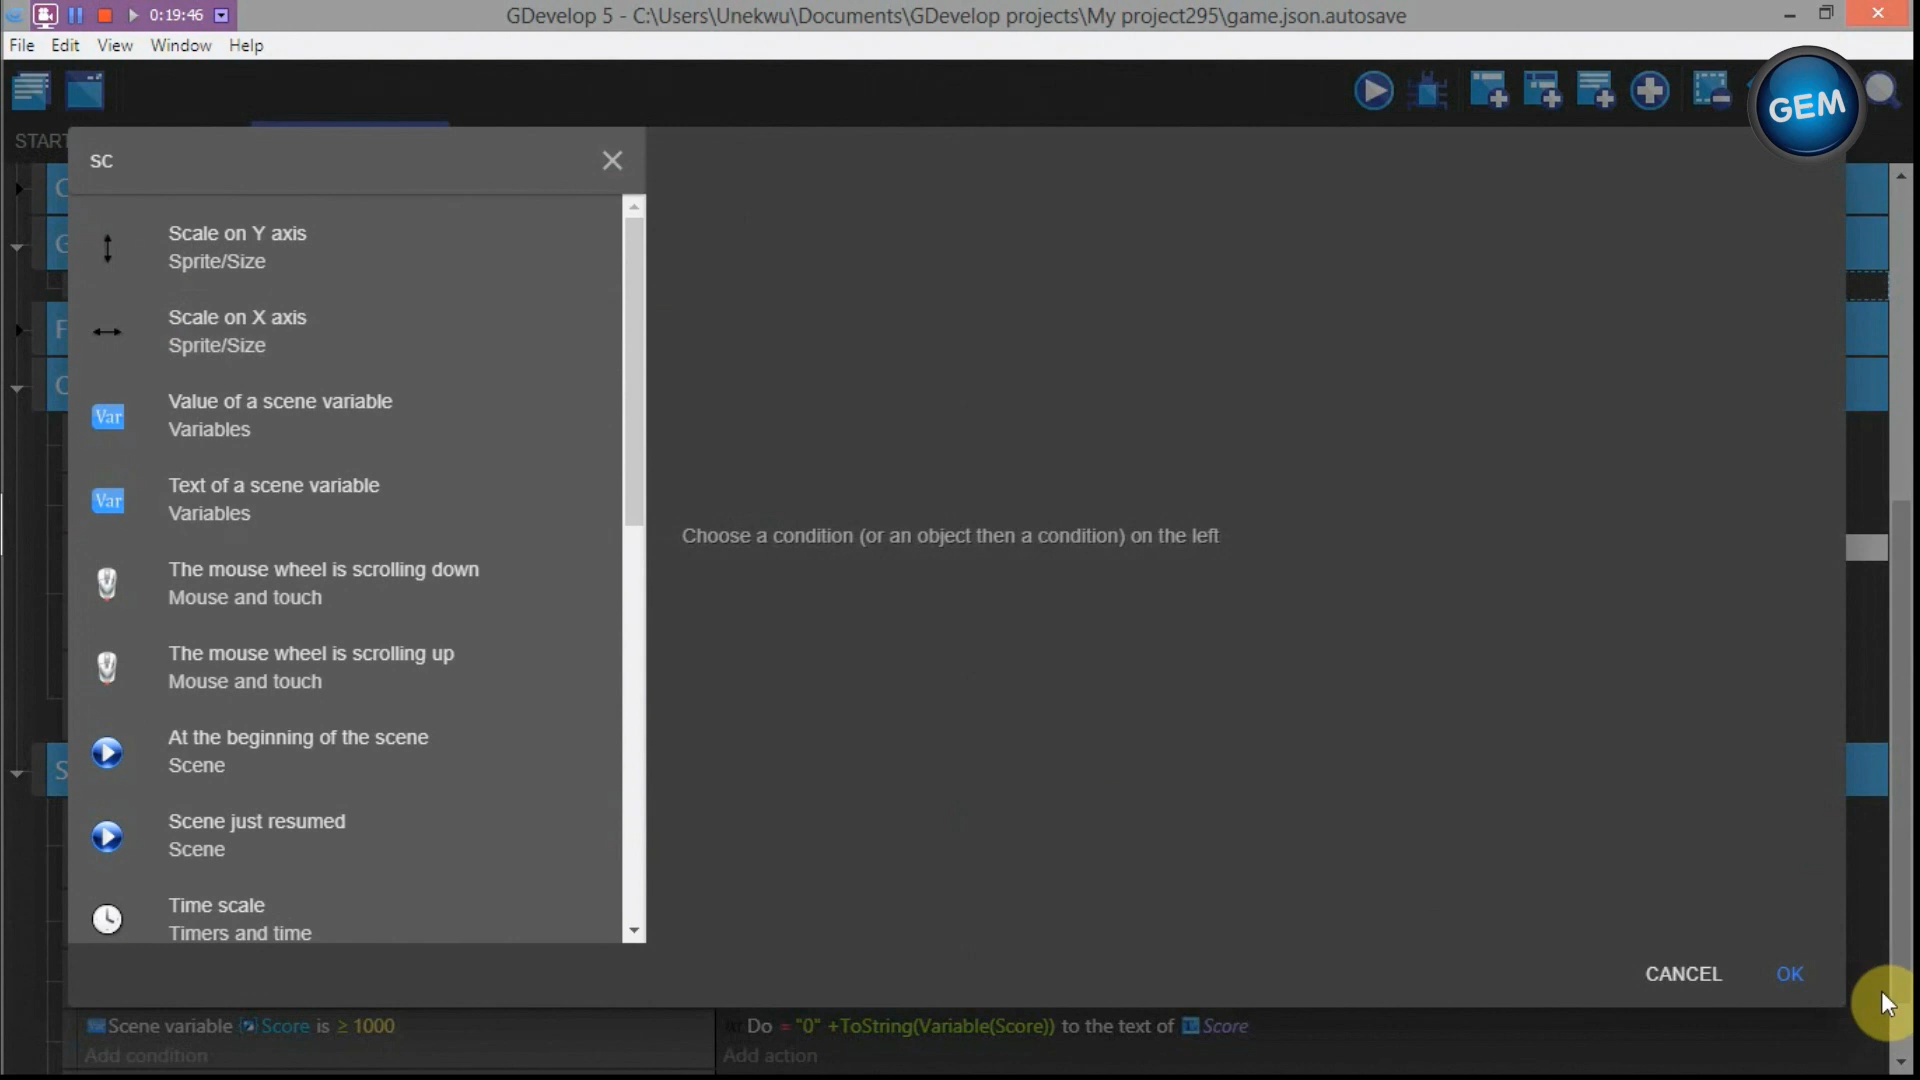 0:19:46
GDevelop 5 - C:\Users\Unekwu\Documents\GDevelop projects\My project295\game.json.autosave
File Edit View Window Help
GEM
START
sc
Scale on Y axis
Sprite/Size
Scale on X axis
Sprite/Size
Var
Value of a scene variable
Variables
Var
Text of a scene variable
Variables
The mouse wheel is scrolling down
Mouse and touch
The mouse wheel is scrolling up
Mouse and touch
At the beginning of the scene
Scene
Scene just resumed
Scene
Time scale
Timers and time
Choose a condition (or an object then a condition) on the left
CANCEL OK
Scene variable Score is ≥ 1000
Add condition
Do = "0" +ToString(Variable(Score)) to the text of Score
Add action